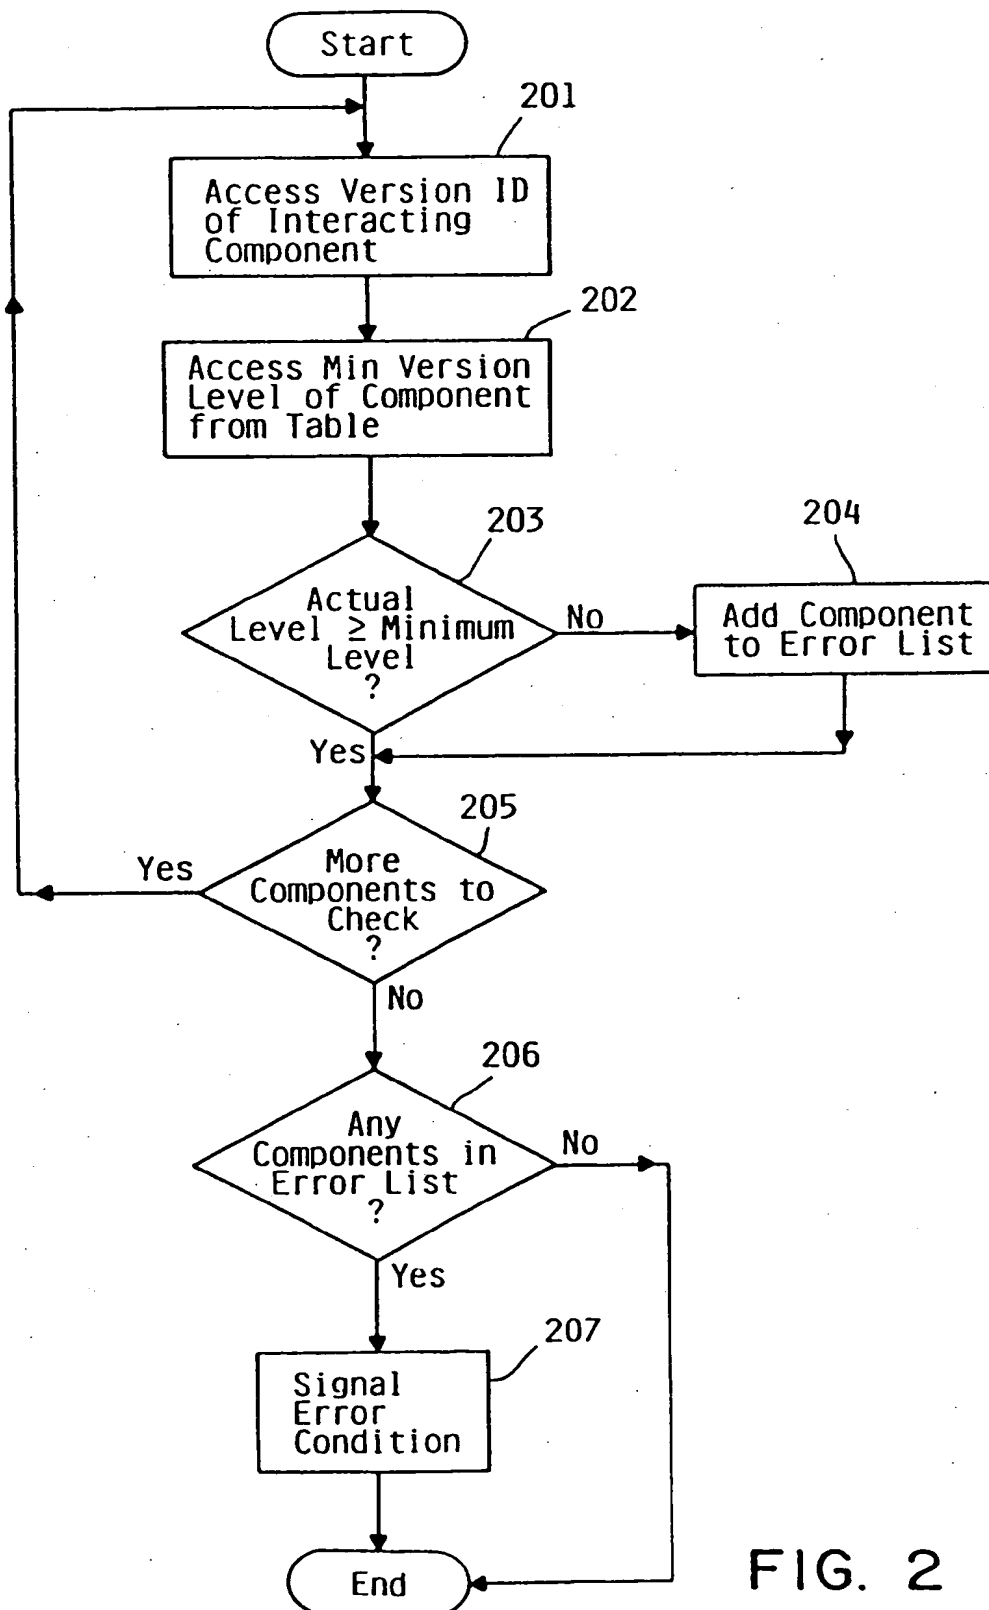 Start
201
Access Version ID
of Interacting
Component
202
Access Min Version
Level of Component
from Table
203
Actual
Level ≥ Minimum
Level
?
No
204
Add Component
to Error List
Yes
205
More
Components to
Check
?
Yes
No
206
Any
Components in
Error List
?
No
Yes
207
Signal
Error
Condition
End
FIG. 2